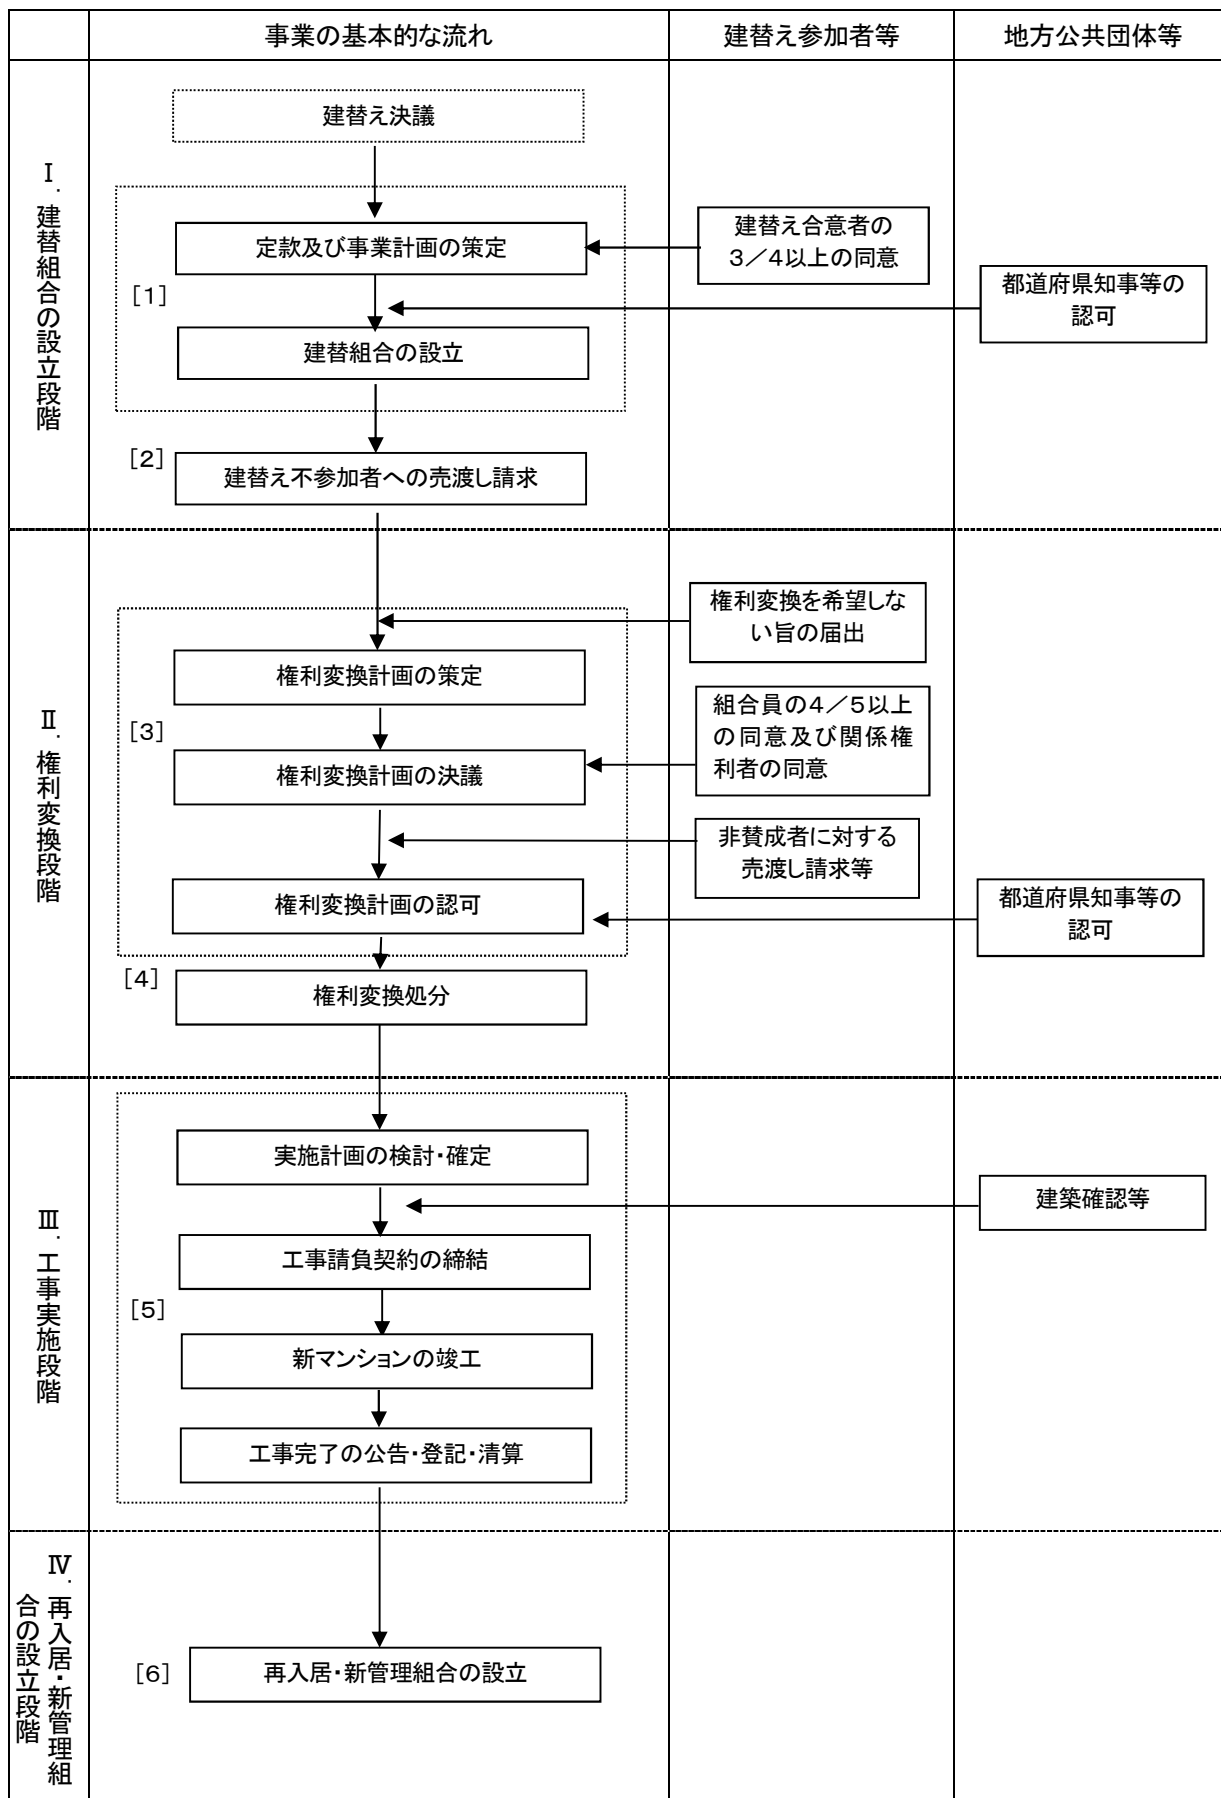 事業の基本的な流れ
建替え参加者等
地方公共団体等
Ⅰ.建替組合の設立段階
建替え決議
[1]
定款及び事業計画の策定
建替え合意者の
3/4以上の同意
都道府県知事等の
認可
建替組合の設立
[2]
建替え不参加者への売渡し請求
Ⅱ.権利変換段階
権利変換を希望しな
い旨の届出
[3]
権利変換計画の策定
権利変換計画の決議
組合員の4/5以上
の同意及び関係権
利者の同意
非賛成者に対する
売渡し請求等
権利変換計画の認可
都道府県知事等の
認可
[4]
権利変換処分
Ⅲ.工事実施段階
実施計画の検討・確定
建築確認等
工事請負契約の締結
[5]
新マンションの竣工
工事完了の公告・登記・清算
Ⅳ.再入居・新管理組
合の設立段階
[6]
再入居・新管理組合の設立